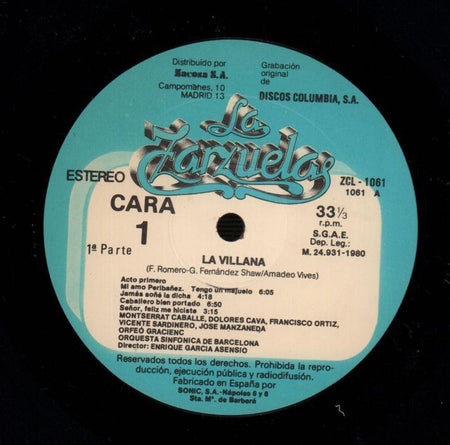 Distribuído por
Zacosa S.A.
Campomanes, 10
MADRID 13
Grabación
original
de
DISCOS COLUMBIA, S.A.
La
Zarzuela
ESTEREO
ZCL - 1061
1061 A
CARA
1
1ª Parte
33 1/3
r.p.m.
S.G.A.E.
Dep. Leg.:
M. 24.931-1980
LA VILLANA
(F. Romero-G. Fernández Shaw/Amadeo Vives)
Acto primero
Mi amo Peribañez. Tengo un majuelo 6:05
Jamás soñé la dicha 4:18
Caballero bien portado 6:50
Señor, feliz me hiciste 3:15
MONTSERRAT CABALLE, DOLORES CAVA, FRANCISCO ORTIZ,
VICENTE SARDINERO, JOSE MANZANEDA
ORFEÓ GRACIENC
ORQUESTA SINFONICA DE BARCELONA
Director: ENRIQUE GARCIA ASENSIO
Reservados todos los derechos. Prohibida la repro-
ducción, ejecución pública y radiodifusión.
Fabricado en España por
SONIC, S.A.-Nápoles 5 y 6
Sta. Mª. de Barberá